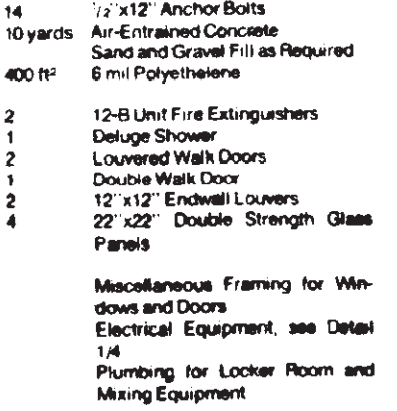 14 1/2"x12" Anchor Bolts
10 yards Air-Entrained Concrete
Sand and Gravel Fill as Required
400 ft² 6 mil Polyethelene
2 12-B Unit Fire Extinguishers
1 Deluge Shower
2 Louvered Walk Doors
1 Double Walk Door
2 12"x12" Endwall Louvers
4 22"x22" Double Strength Glass
Panels
Miscellaneous Framing for Win-
dows and Doors
Electrical Equipment, see Detail
1/4
Plumbing for Locker Room and
Mixing Equipment